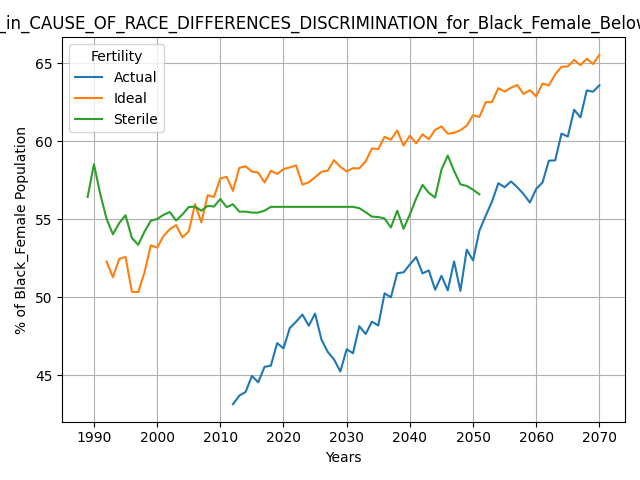 _in_CAUSE_OF_RACE_DIFFERENCES_DISCRIMINATION_for_Black_Female_Below
Fertility
Actual
Ideal
Sterile
% of Black_Female Population
65
60
55
50
45
1990 2000 2010 2020 2030 2040 2050 2060 2070
Years